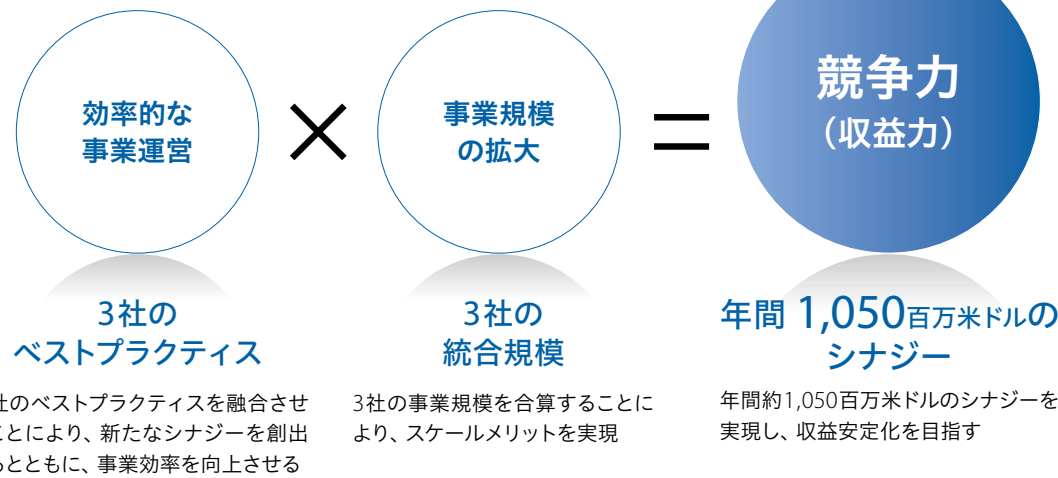 効率的な
事業運営
×
事業規模
の拡大
=
競争力
(収益力)
3社の
ベストプラクティス
社のベストプラクティスを融合させ
ことにより、新たなシナジーを創出
るとともに、事業効率を向上させる
3社の
統合規模
3社の事業規模を合算することに
より、スケールメリットを実現
年間 1,050百万米ドルの
シナジー
年間約1,050百万米ドルのシナジーを
実現し、収益安定化を目指す